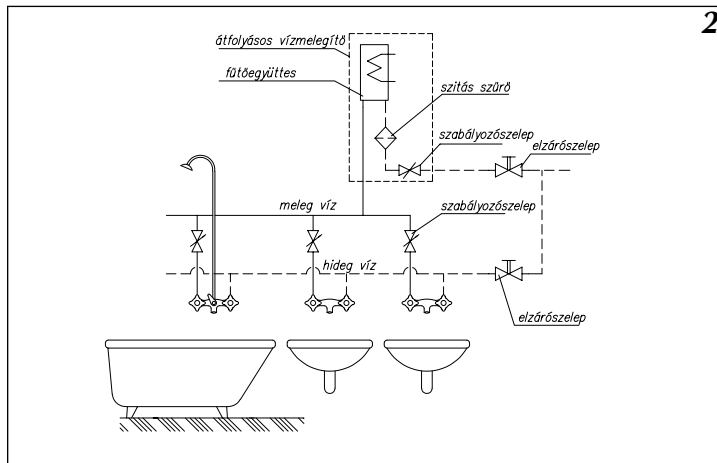 2
átfolyásos vízmelegítő
fűtőegyüttes
szitás szűrő
szabályozószelep
elzárószelep
meleg víz
szabályozószelep
hideg víz
elzárószelep